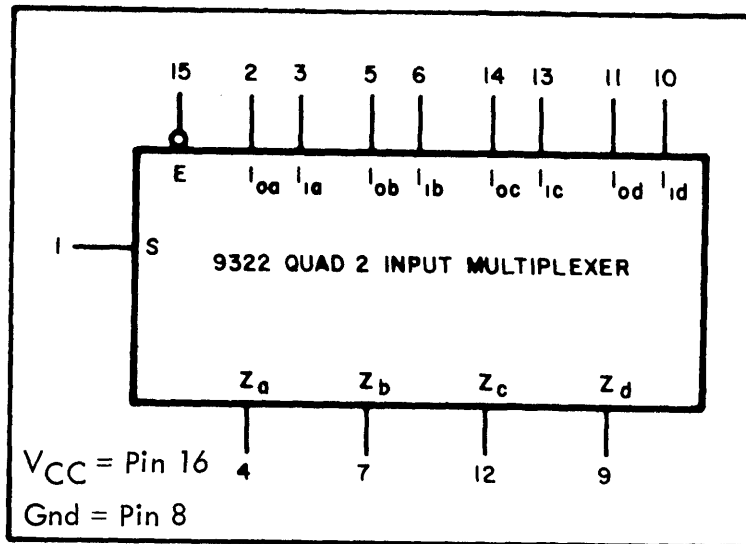 15 2 3 5 6 14 13 11 10
E I0a I1a I0b I1b I0c I1c I0d I1d
1 S
9322 QUAD 2 INPUT MULTIPLEXER
Za Zb Zc Zd
4 7 12 9
VCC = Pin 16
Gnd = Pin 8